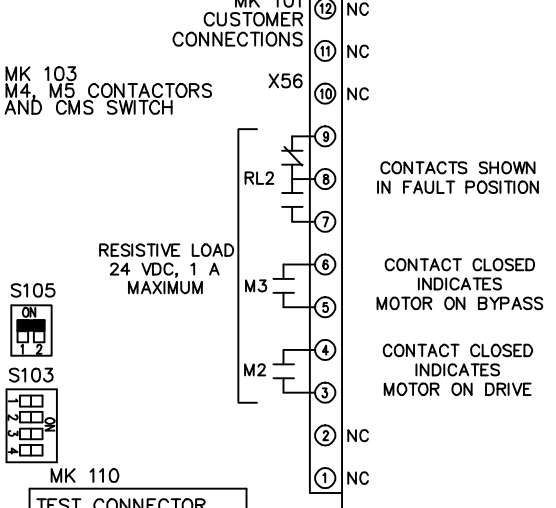 MK 101
CUSTOMER
CONNECTIONS
12 NC
11 NC
MK 103
M4, M5 CONTACTORS
AND CMS SWITCH
X56
10 NC
9
RL2
8
7
CONTACTS SHOWN
IN FAULT POSITION
RESISTIVE LOAD
24 VDC, 1 A
MAXIMUM
6
M3
5
CONTACT CLOSED
INDICATES
MOTOR ON BYPASS
S105
ON
1 2
4
M2
3
CONTACT CLOSED
INDICATES
MOTOR ON DRIVE
S103
1
2
3
4
ON
2 NC
1 NC
MK 110
TEST CONNECTOR